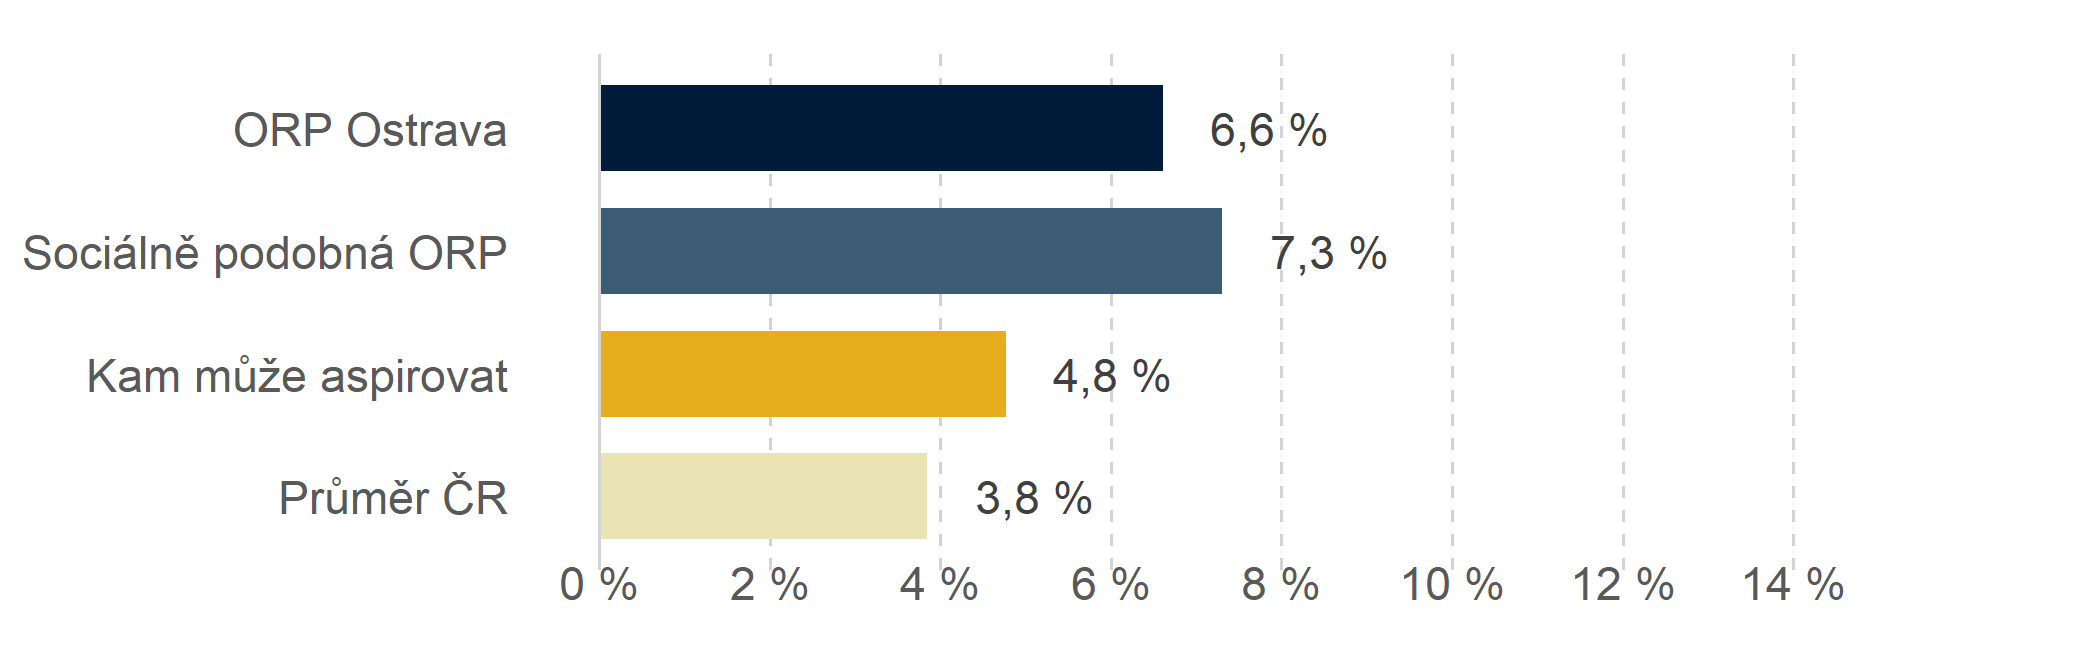 ORP Ostrava 6,6 %
Sociálně podobná ORP 7,3 %
Kam může aspirovat 4,8 %
Průměr ČR 3,8 %
0 % 2 % 4 % 6 % 8 % 10 % 12 % 14 %